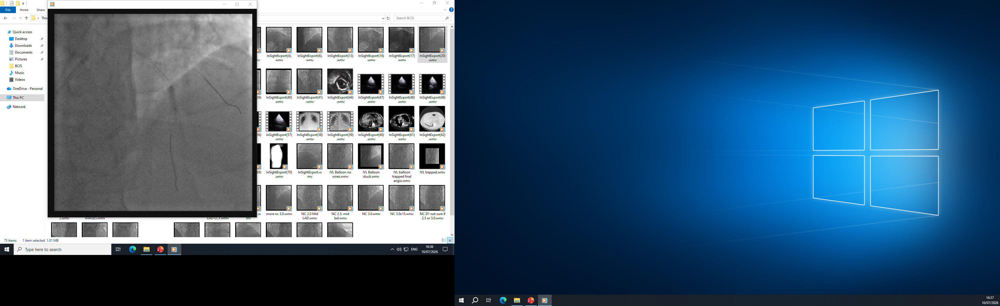 File
Home
Share
This
Search BCIS
Quick access
Desktop
Downloads
Documents
Pictures
BCIS
Music
Videos
OneDrive - Personal
This PC
Network
InSightExport(4).
wmv
InSightExport(6).
wmv
InSightExport(13)
.wmv
InSightExport(16)
.wmv
InSightExport(17)
.wmv
InSightExport(20)
.wmv
39)
InSightExport(40)
.wmv
InSightExport(41)
.wmv
InSightExport(44)
.wmv
InSightExport(47)
.wmv
InSightExport(48)
.wmv
InSightExport(49)
.wmv
56)
InSightExport(57)
.wmv
InSightExport(58)
.wmv
InSightExport(59)
.wmv
InSightExport(60)
.wmv
InSightExport(61)
.wmv
InSightExport(62)
.wmv
69)
InSightExport(70)
.wmv
InSightExport.w
mv
IVL Balloon no
wires.wmv
IVL Balloon
stuck.wmv
IVL balloon
trapped final
angio.wmv
IVL trapped.wmv
2.wmv
IMAGES.wmv
LAD-LCX.wmv
r.w
mv
more nc 3.0.wmv
NC 2.0 Mid
LAD.wmv
NC 2.5. mid
lad.wmv
NC 3.0.wmv
NC 3.0x15.wmv
NC D1 not sure if
2.5 or 3.0.wmv
75 items
1 item selected 1.01 MB
Type here to search
ENG
16:36
10/07/2026
16:37
10/07/2026